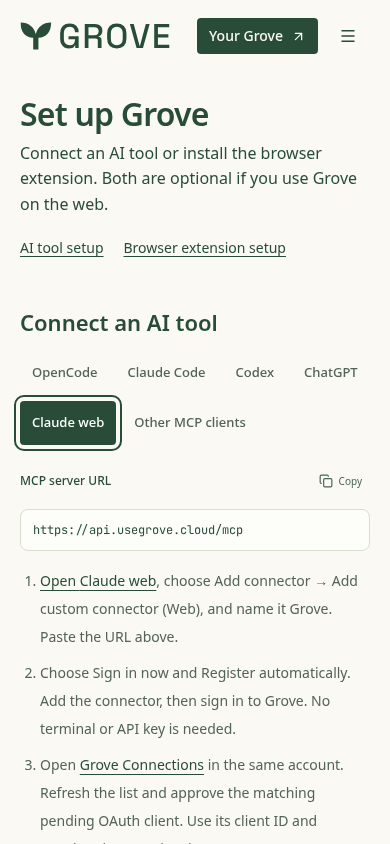 GROVE
Your Grove ↗
Set up Grove
Connect an AI tool or install the browser
extension. Both are optional if you use Grove
on the web.
AI tool setup Browser extension setup
Connect an AI tool
OpenCode Claude Code Codex ChatGPT
Claude web Other MCP clients
MCP server URL Copy
https://api.usegrove.cloud/mcp
1. Open Claude web, choose Add connector → Add
custom connector (Web), and name it Grove.
Paste the URL above.
2. Choose Sign in now and Register automatically.
Add the connector, then sign in to Grove. No
terminal or API key is needed.
3. Open Grove Connections in the same account.
Refresh the list and approve the matching
pending OAuth client. Use its client ID and